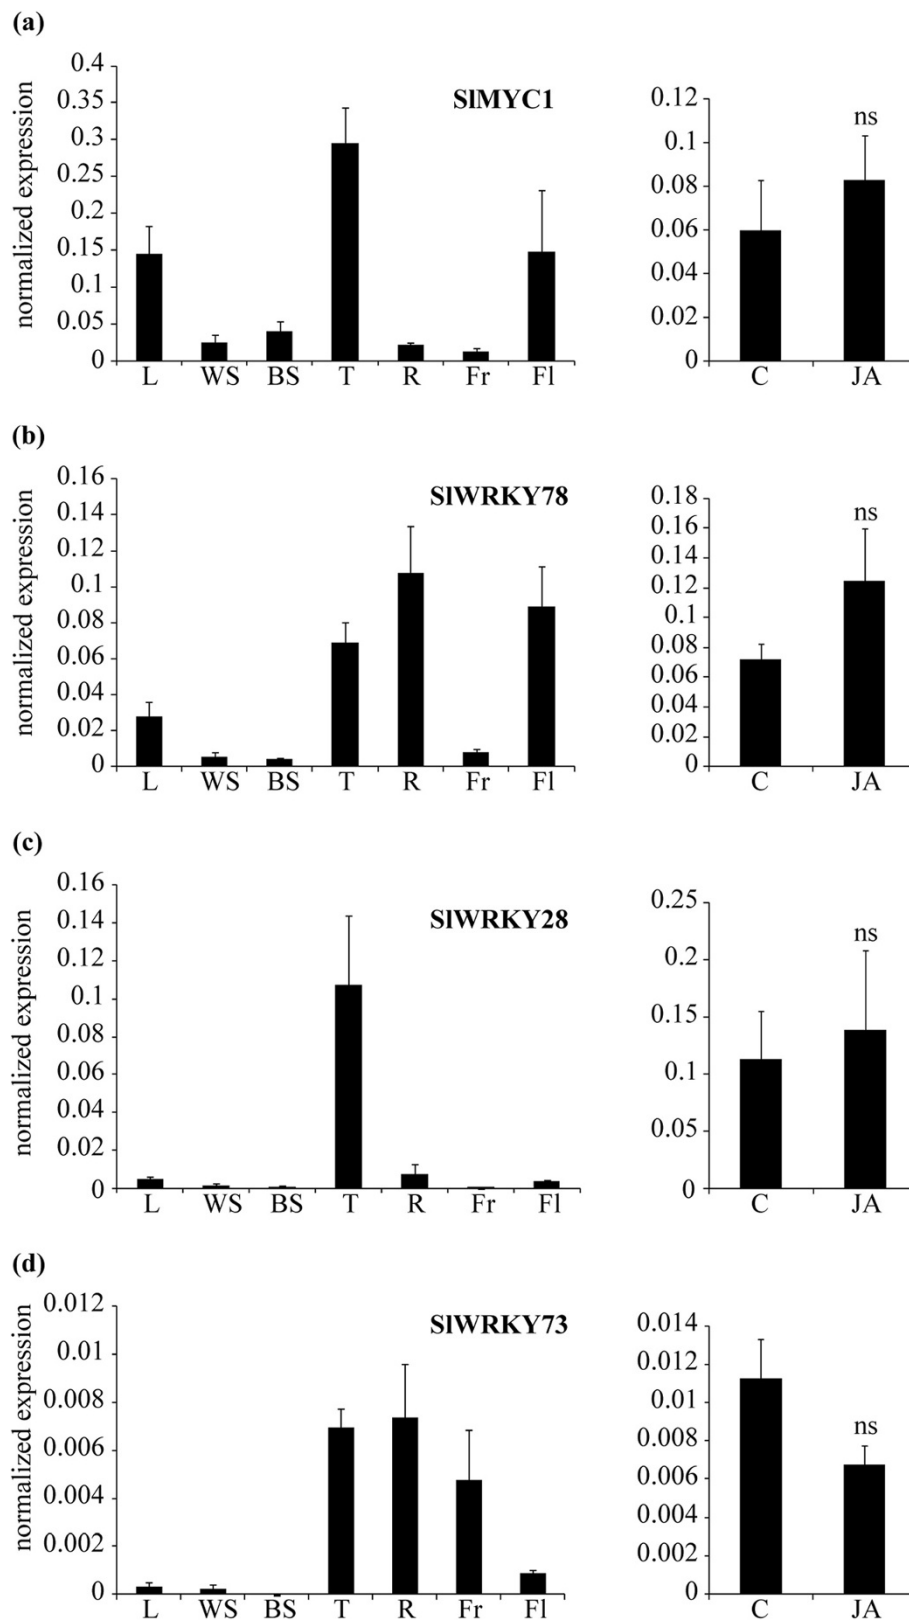 (a)
normalized expression
0.4
0.35
0.3
0.25
0.2
0.15
0.1
0.05
0
SlMYC1
L WS BS T R Fr Fl
0.12
0.1
0.08
0.06
0.04
0.02
0
ns
C JA
(b)
normalized expression
0.16
0.14
0.12
0.1
0.08
0.06
0.04
0.02
0
SlWRKY78
L WS BS T R Fr Fl
0.18
0.16
0.14
0.12
0.1
0.08
0.06
0.04
0.02
0
ns
C JA
(c)
normalized expression
0.16
0.14
0.12
0.1
0.08
0.06
0.04
0.02
0
SlWRKY28
L WS BS T R Fr Fl
0.25
0.2
0.15
0.1
0.05
0
ns
C JA
(d)
normalized expression
0.012
0.01
0.008
0.006
0.004
0.002
0
SlWRKY73
L WS BS T R Fr Fl
0.014
0.012
0.01
0.008
0.006
0.004
0.002
0
ns
C JA